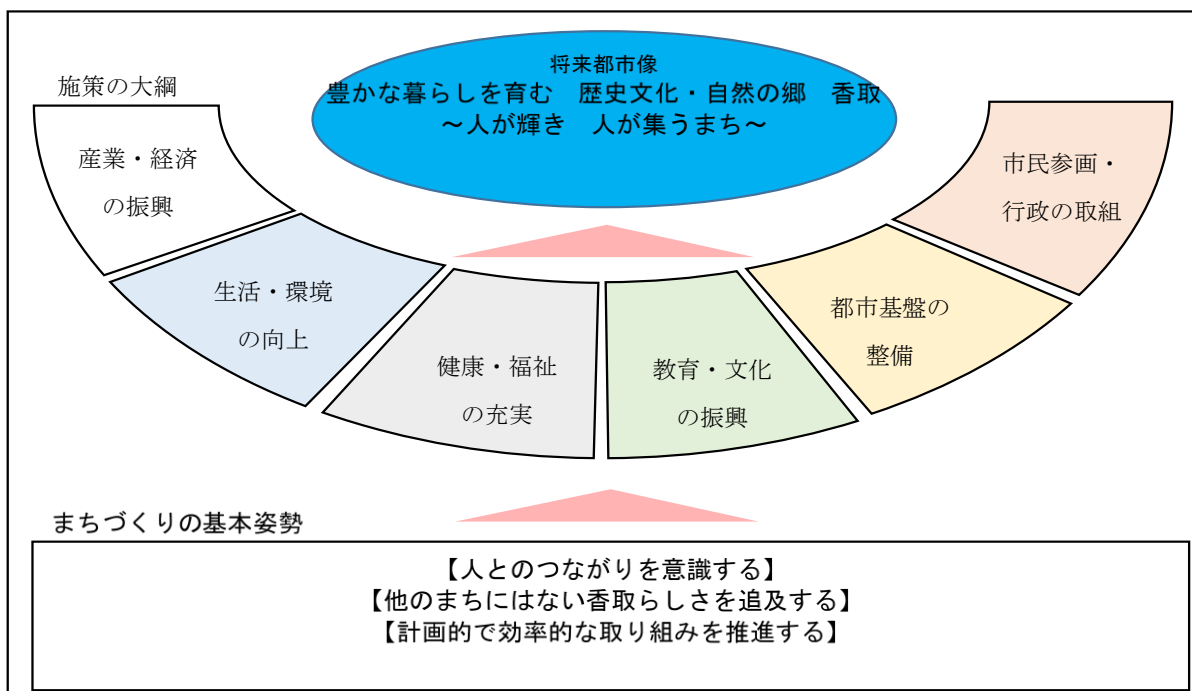 将来都市像
豊かな暮らしを育む　歴史文化・自然の郷　香取
～人が輝き　人が集うまち～
施策の大綱
産業・経済
の振興
生活・環境
の向上
健康・福祉
の充実
教育・文化
の振興
都市基盤の
整備
市民参画・
行政の取組
まちづくりの基本姿勢
【人とのつながりを意識する】
【他のまちにはない香取らしさを追及する】
【計画的で効率的な取り組みを推進する】